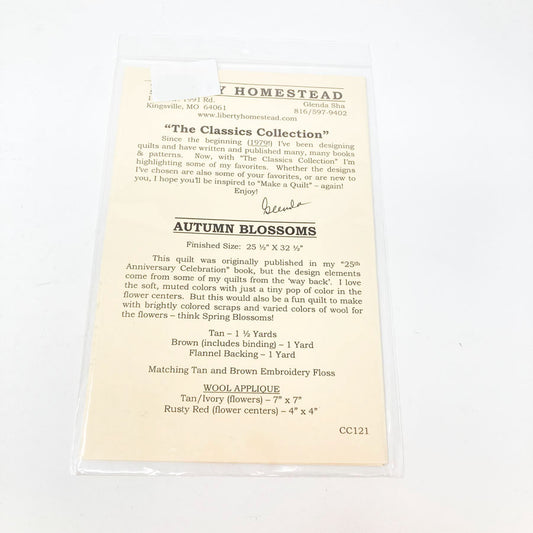 Y HOMESTEAD
1991 Rd. Glenda Sha
Kingsville, MO 64061 816/597-9402
www.libertyhomestead.com
“The Classics Collection”
Since the beginning (1979!) I've been designing
quilts and have written and published many, many books
& patterns. Now, with “The Classics Collection” I'm
highlighting some of my favorites. Whether the designs
I've chosen are also some of your favorites, or are new to
you, I hope you'll be inspired to “Make a Quilt” – again!
Enjoy!
Glenda
AUTUMN BLOSSOMS
Finished Size: 25 ½” X 32 ½”
This quilt was originally published in my “25th
Anniversary Celebration” book, but the design elements
come from some of my quilts from the ‘way back’. I love
the soft, muted colors with just a tiny pop of color in the
flower centers. But this would also be a fun quilt to make
with brightly colored scraps and varied colors of wool for
the flowers – think Spring Blossoms!
Tan – 1 ½ Yards
Brown (includes binding) – 1 Yard
Flannel Backing – 1 Yard
Matching Tan and Brown Embroidery Floss
WOOL APPLIQUE
Tan/Ivory (flowers) – 7” x 7”
Rusty Red (flower centers) – 4” x 4”
CC121